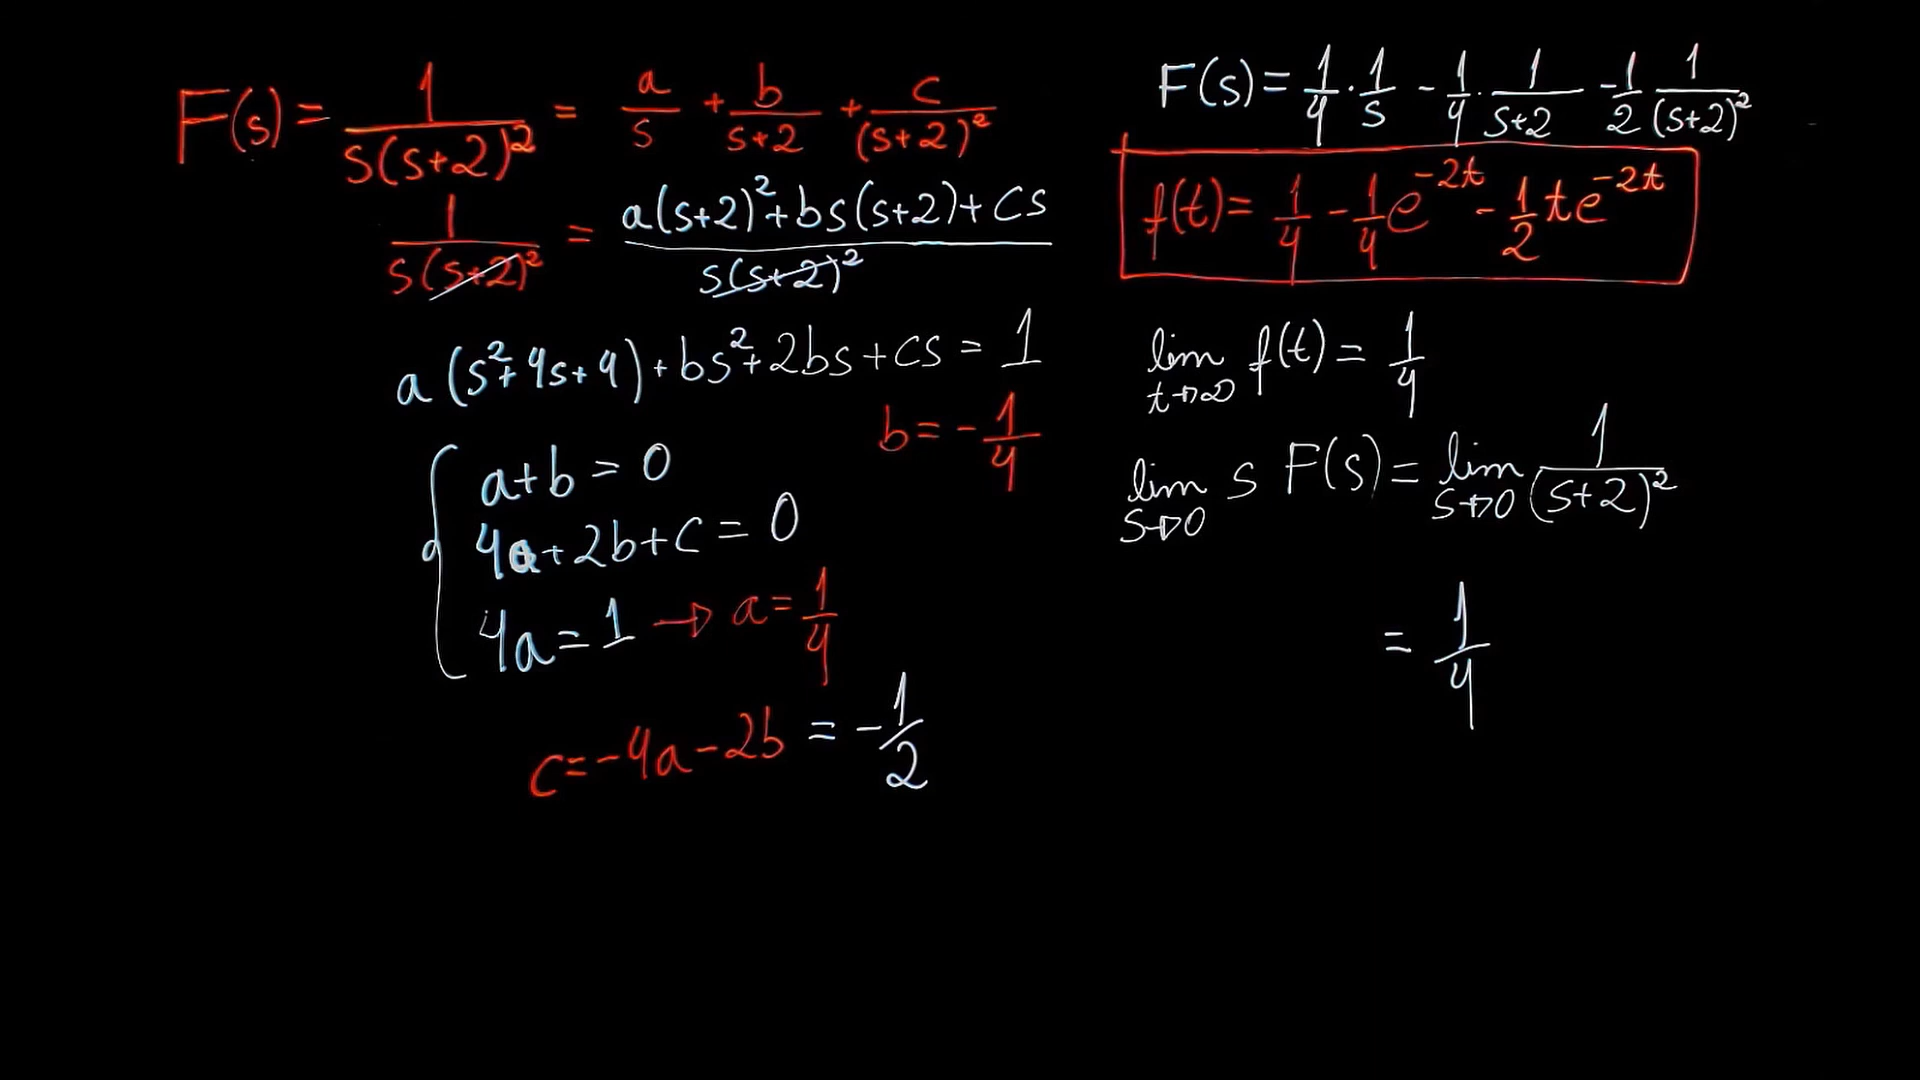 F(s) = 1/(s(s+2)²) = a/s + b/(s+2) + c/(s+2)²
1/(s(s+2)²) = (a(s+2)² + bs(s+2) + cs)/(s(s+2)²)
a(s²+4s+4) + bs² + 2bs + cs = 1
b = -1/4
a+b = 0
4a+2b+c = 0
4a = 1 → a = 1/4
c = -4a-2b = -1/2
F(s) = 1/4 · 1/s - 1/4 · 1/(s+2) - 1/2 1/(s+2)²
f(t) = 1/4 - 1/4 e^(-2t) - 1/2 te^(-2t)
lim t→∞ f(t) = 1/4
lim s→0 s F(s) = lim s→0 1/(s+2)²
= 1/4